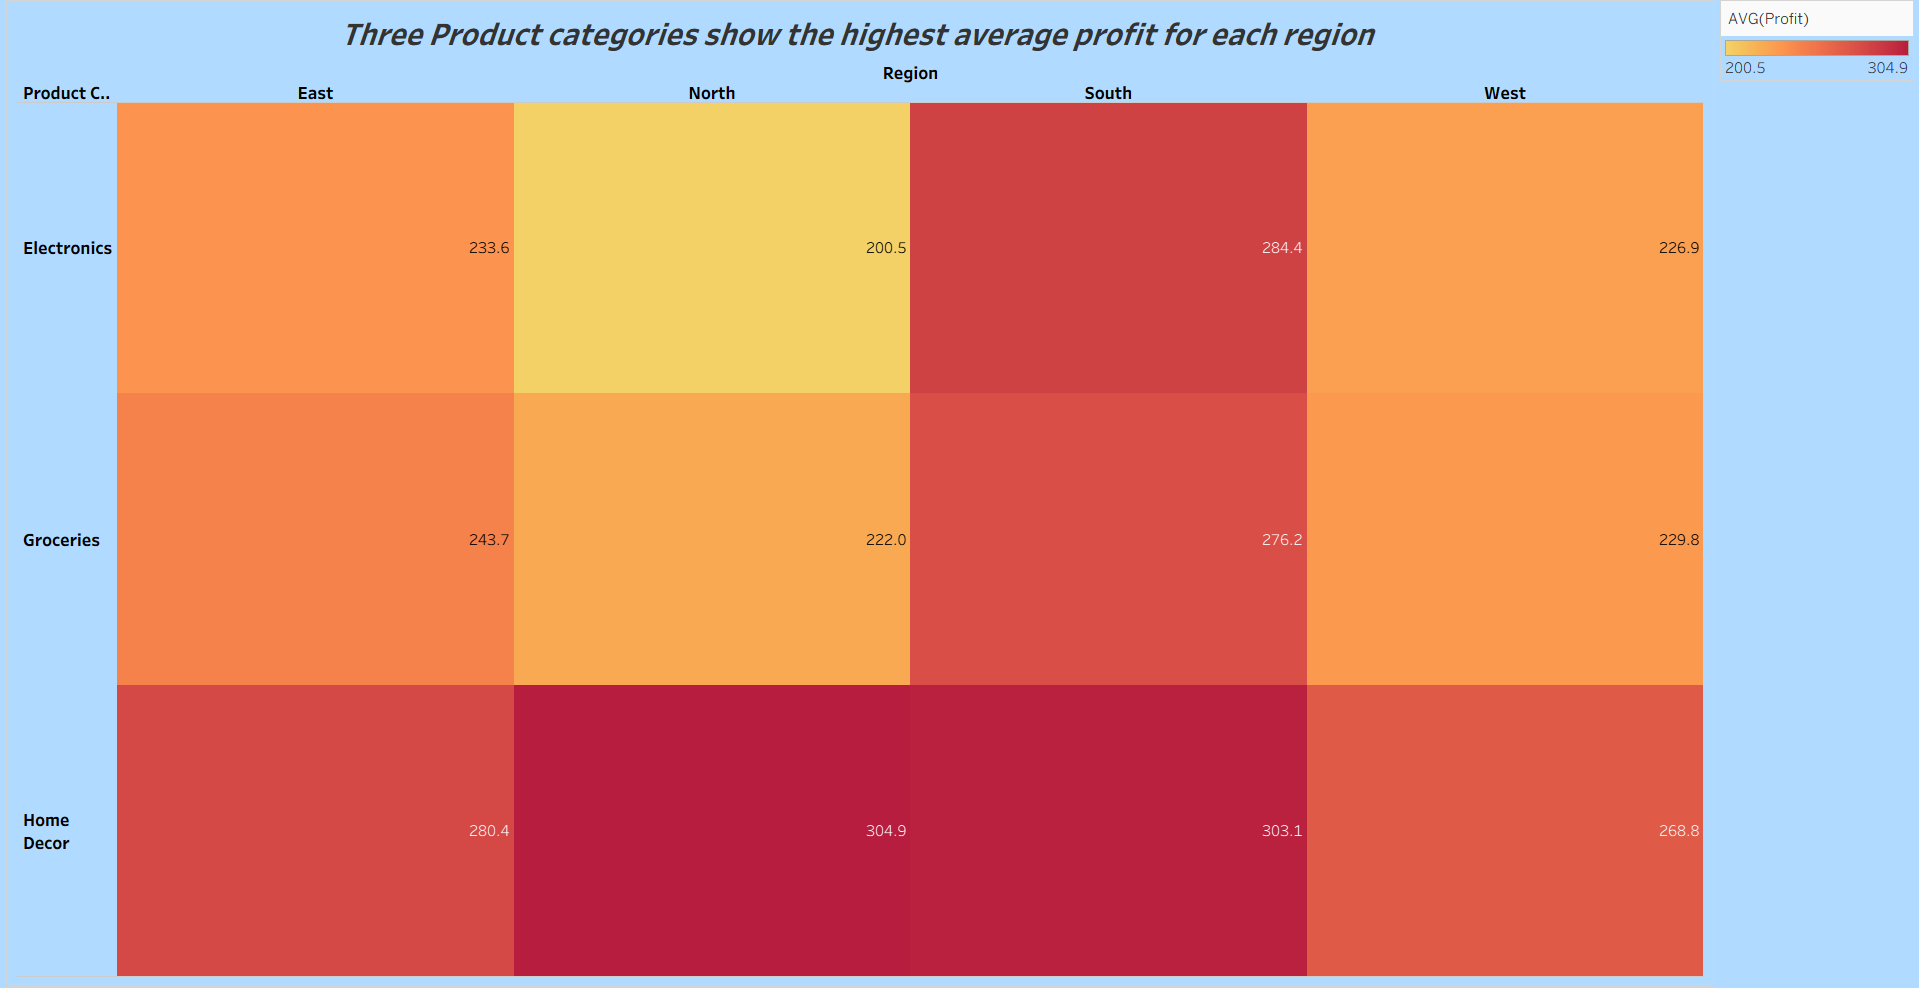 Three Product categories show the highest average profit for each region
AVG(Profit)
200.5 304.9
Region
Product C.. East North South West
Electronics 233.6 200.5 284.4 226.9
Groceries 243.7 222.0 276.2 229.8
Home
Decor 280.4 304.9 303.1 268.8